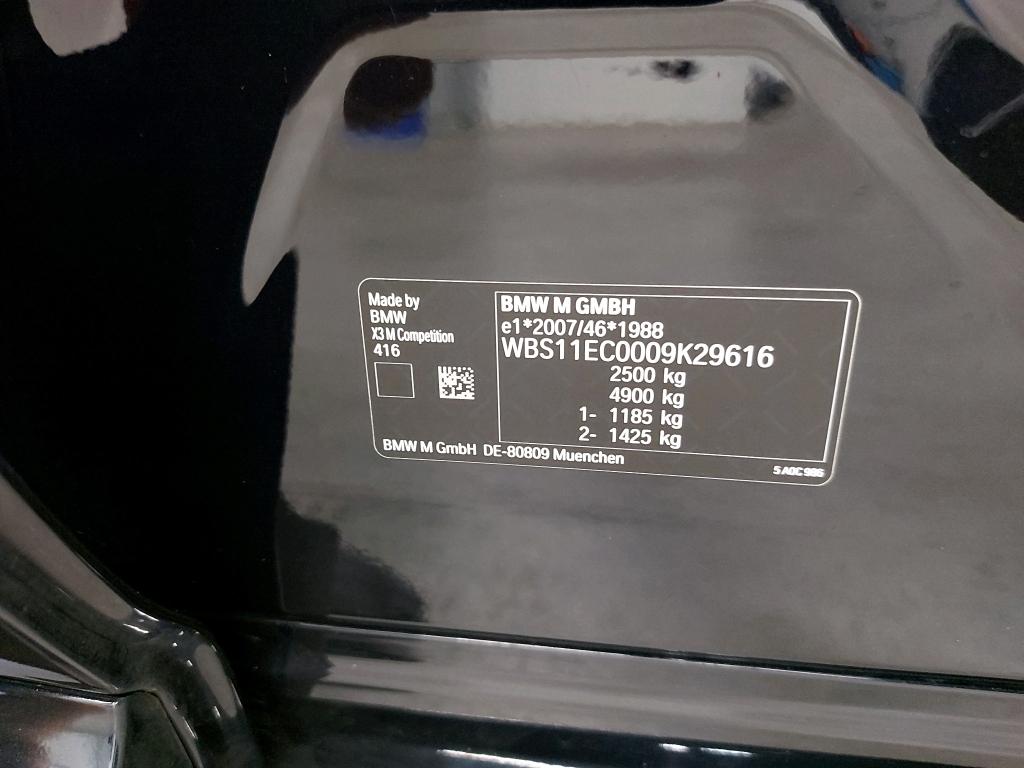 Made by
BMW
X3 M Competition
416
BMW M GMBH
e1*2007/46*1988
WBS11EC0009K29616
2500 kg
4900 kg
1- 1185 kg
2- 1425 kg
BMW M GmbH DE-80809 Muenchen
5 A0C 986